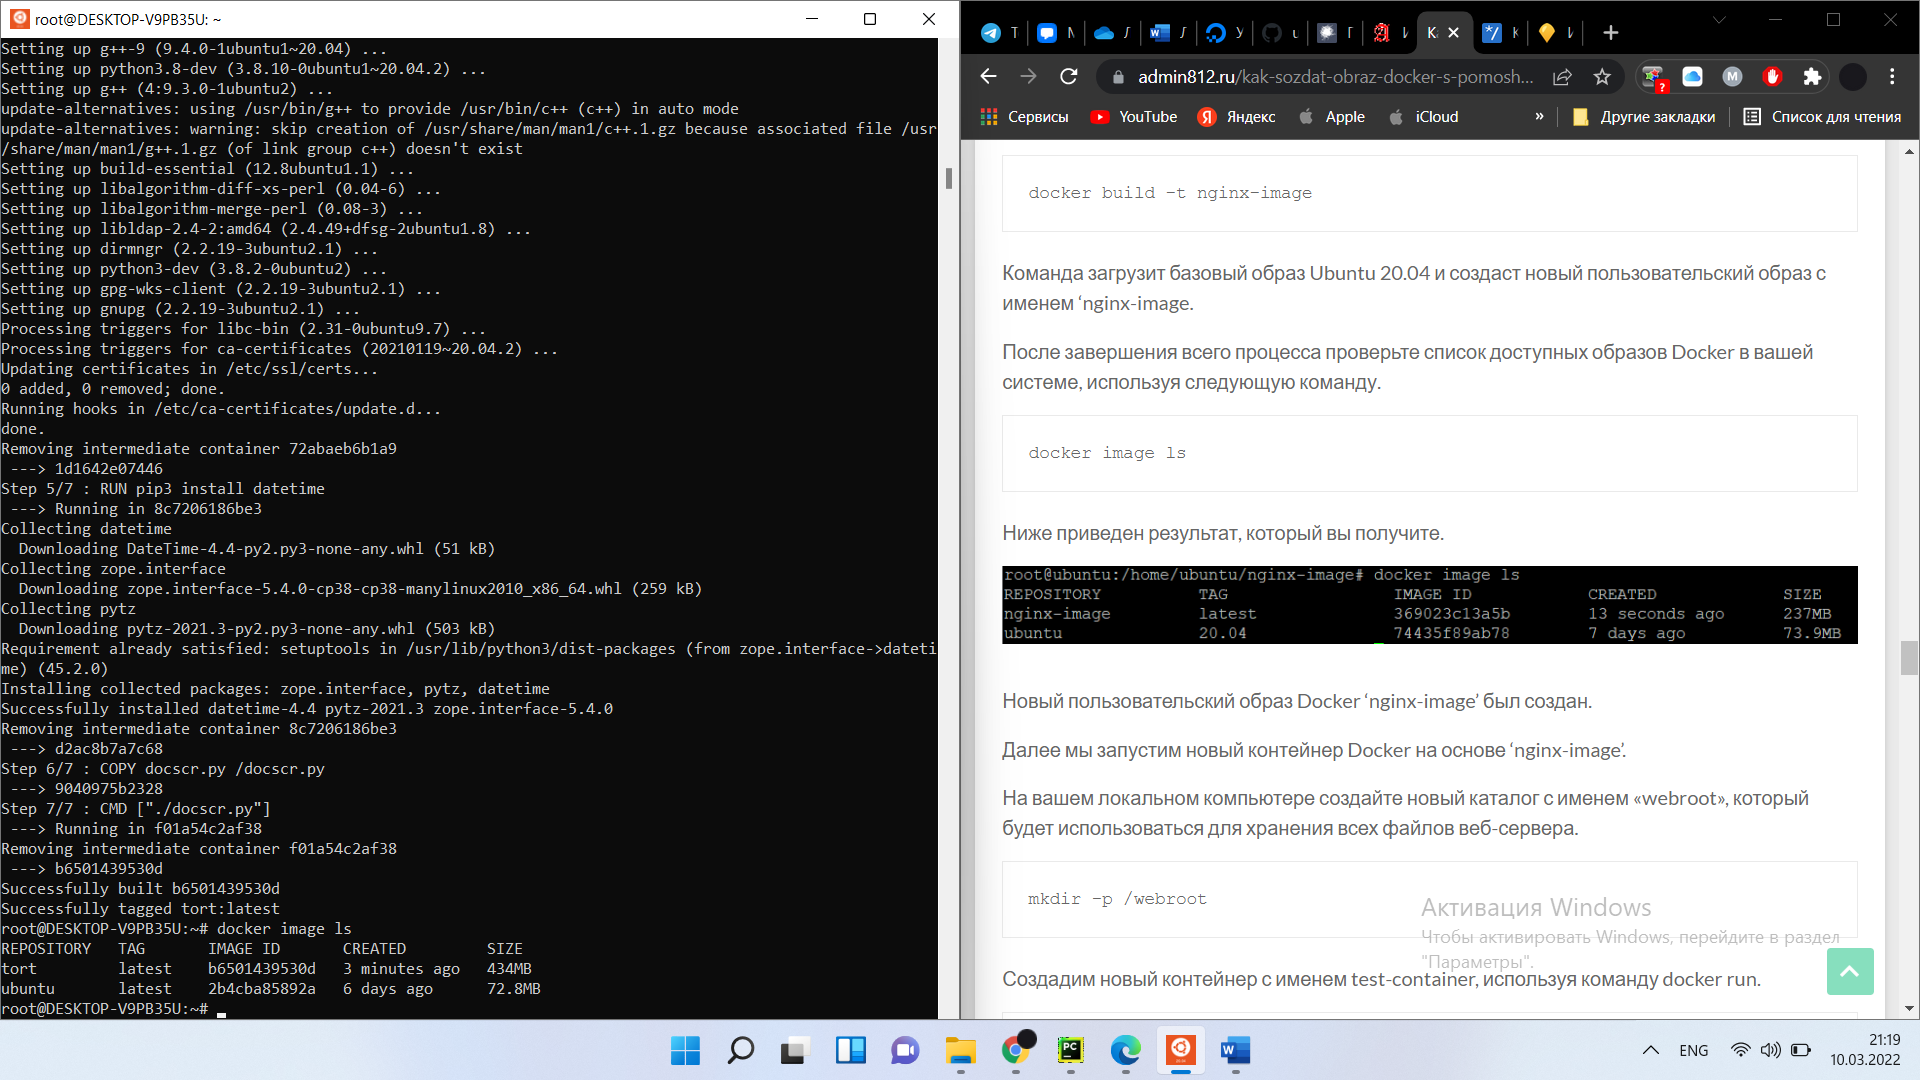 root@DESKTOP-V9PB35U: ~
Setting up g++-9 (9.4.0-1ubuntu1~20.04) ...
Setting up python3.8-dev (3.8.10-0ubuntu1~20.04.2) ...
Setting up g++ (4:9.3.0-1ubuntu2) ...
update-alternatives: using /usr/bin/g++ to provide /usr/bin/c++ (c++) in auto mode
update-alternatives: warning: skip creation of /usr/share/man/man1/c++.1.gz because associated file /usr
/share/man/man1/g++.1.gz (of link group c++) doesn't exist
Setting up build-essential (12.8ubuntu1.1) ...
Setting up libalgorithm-diff-xs-perl (0.04-6) ...
Setting up libalgorithm-merge-perl (0.08-3) ...
Setting up libldap-2.4-2:amd64 (2.4.49+dfsg-2ubuntu1.8) ...
Setting up dirmngr (2.2.19-3ubuntu2.1) ...
Setting up python3-dev (3.8.2-0ubuntu2) ...
Setting up gpg-wks-client (2.2.19-3ubuntu2.1) ...
Setting up gnupg (2.2.19-3ubuntu2.1) ...
Processing triggers for libc-bin (2.31-0ubuntu9.7) ...
Processing triggers for ca-certificates (20210119~20.04.2) ...
Updating certificates in /etc/ssl/certs...
0 added, 0 removed; done.
Running hooks in /etc/ca-certificates/update.d...
done.
Removing intermediate container 72abaeb6b1a9
---> 1d1642e07446
Step 5/7 : RUN pip3 install datetime
---> Running in 8c7206186be3
Collecting datetime
Downloading DateTime-4.4-py2.py3-none-any.whl (51 kB)
Collecting zope.interface
Downloading zope.interface-5.4.0-cp38-cp38-manylinux2010_x86_64.whl (259 kB)
Collecting pytz
Downloading pytz-2021.3-py2.py3-none-any.whl (503 kB)
Requirement already satisfied: setuptools in /usr/lib/python3/dist-packages (from zope.interface->dateti
me) (45.2.0)
Installing collected packages: zope.interface, pytz, datetime
Successfully installed datetime-4.4 pytz-2021.3 zope.interface-5.4.0
Removing intermediate container 8c7206186be3
---> d2ac8b7a7c68
Step 6/7 : COPY docscr.py /docscr.py
---> 9040975b2328
Step 7/7 : CMD ["./docscr.py"]
---> Running in f01a54c2af38
Removing intermediate container f01a54c2af38
---> b6501439530d
Successfully built b6501439530d
Successfully tagged tort:latest
root@DESKTOP-V9PB35U:~# docker image ls
REPOSITORY TAG IMAGE ID CREATED SIZE
tort latest b6501439530d 3 minutes ago 434MB
ubuntu latest 2b4cba85892a 6 days ago 72.8MB
root@DESKTOP-V9PB35U:~#
admin812.ru/kak-sozdat-obraz-docker-s-pomosh...
Сервисы YouTube Яндекс Apple iCloud » Другие закладки Список для чтения
docker build -t nginx-image
Команда загрузит базовый образ Ubuntu 20.04 и создаст новый пользовательский образ с
именем ‘nginx-image.
После завершения всего процесса проверьте список доступных образов Docker в вашей
системе, используя следующую команду.
docker image ls
Ниже приведен результат, который вы получите.
root@ubuntu:/home/ubuntu/nginx-image# docker image ls
REPOSITORY TAG IMAGE ID CREATED SIZE
nginx-image latest 369023c13a5b 13 seconds ago 237MB
ubuntu 20.04 74435f89ab78 7 days ago 73.9MB
Новый пользовательский образ Docker ‘nginx-image’ был создан.
Далее мы запустим новый контейнер Docker на основе ‘nginx-image’.
На вашем локальном компьютере создайте новый каталог с именем «webroot», который
будет использоваться для хранения всех файлов веб-сервера.
mkdir -p /webroot
Активация Windows
Чтобы активировать Windows, перейдите в раздел
"Параметры".
Создадим новый контейнер с именем test-container, используя команду docker run.
ENG
21:19
10.03.2022